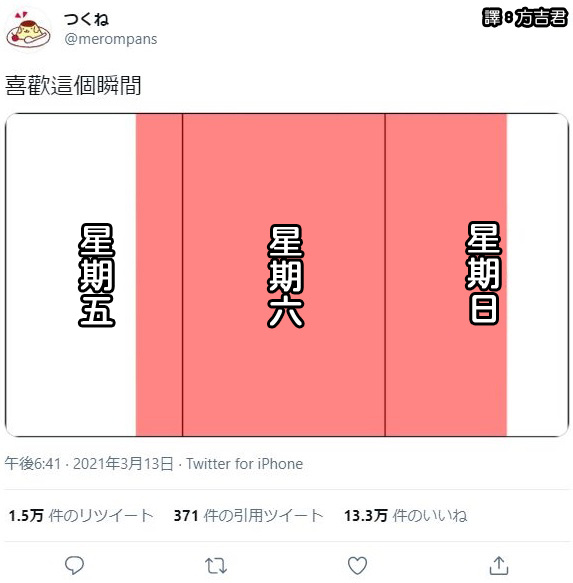 つくね
@merompans
譯8方吉君
喜歡這個瞬間
星期五
星期六
星期日
午後6:41 · 2021年3月13日 · Twitter for iPhone
1.5万 件のリツイート 371 件の引用ツイート 13.3万 件のいいね